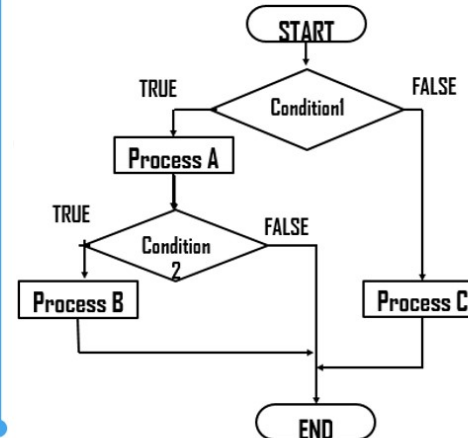 START
TRUE
FALSE
Condition1
Process A
TRUE
FALSE
Condition
2
Process B
Process C
END